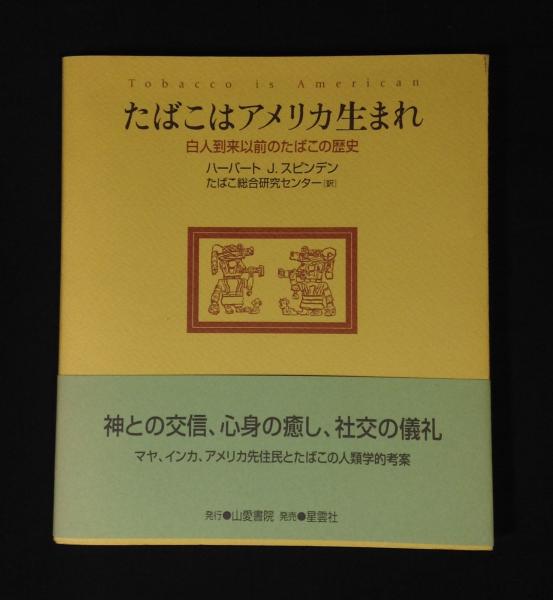 Tobacco is American
たばこはアメリカ生まれ
白人到来以前のたばこの歴史
ハーバート J.スピンデン
たばこ総合研究センター[訳]
神との交信、心身の癒し、社交の儀礼
マヤ、インカ、アメリカ先住民とたばこの人類学的考案
発行●山愛書院 発売●星雲社